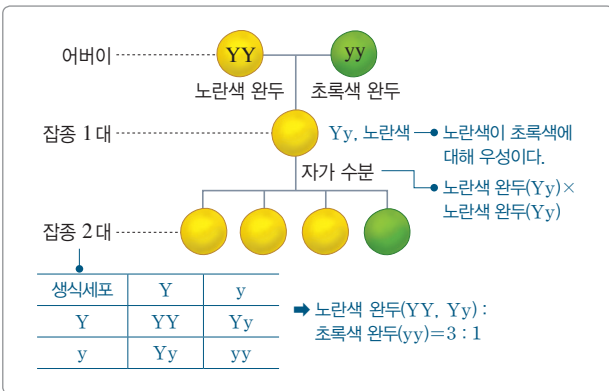 어버이
YY
yy
노란색 완두
초록색 완두
잡종 1대
Yy, 노란색
노란색이 초록색에
대해 우성이다.
자가 수분
노란색 완두(Yy)×
노란색 완두(Yy)
잡종 2대
생식세포 Y y
Y YY Yy
y Yy yy
➡ 노란색 완두(YY, Yy) :
초록색 완두(yy)=3 : 1